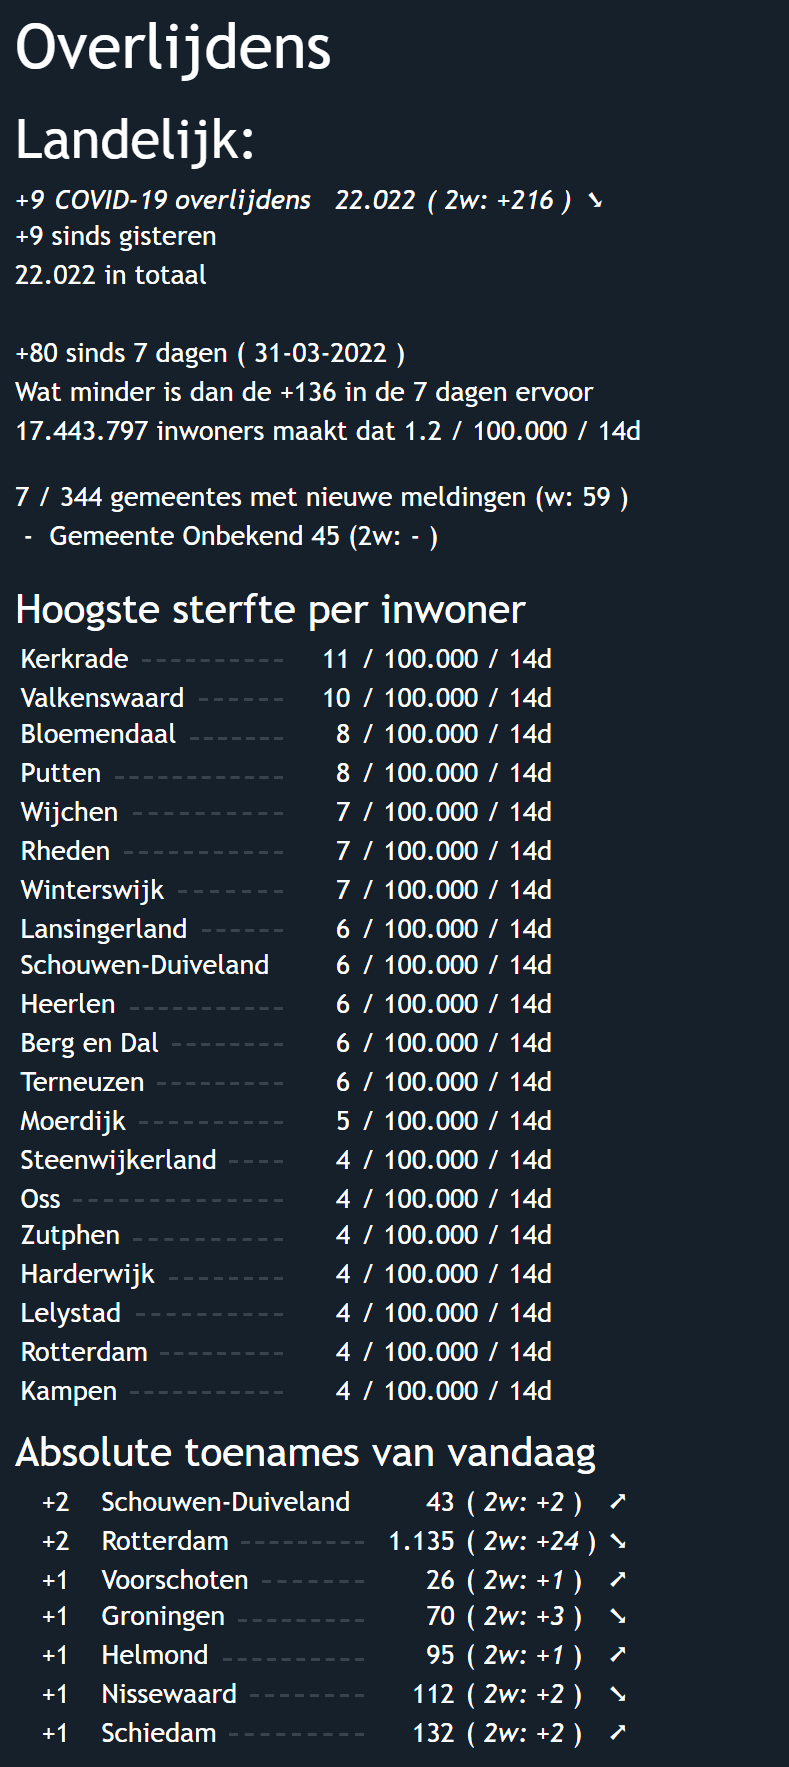 Overlijdens
Landelijk:
+9 COVID-19 overlijdens 22.022 ( 2w: +216 ) ➘
+9 sinds gisteren
22.022 in totaal
+80 sinds 7 dagen ( 31-03-2022 )
Wat minder is dan de +136 in de 7 dagen ervoor
17.443.797 inwoners maakt dat 1.2 / 100.000 / 14d
7 / 344 gemeentes met nieuwe meldingen (w: 59 )
- Gemeente Onbekend 45 (2w: - )
Hoogste sterfte per inwoner
Kerkrade ----------- 11 / 100.000 / 14d
Valkenswaard ------ 10 / 100.000 / 14d
Bloemendaal ------- 8 / 100.000 / 14d
Putten ------------ 8 / 100.000 / 14d
Wijchen ----------- 7 / 100.000 / 14d
Rheden ------------ 7 / 100.000 / 14d
Winterswijk ------- 7 / 100.000 / 14d
Lansingerland ------ 6 / 100.000 / 14d
Schouwen-Duiveland 6 / 100.000 / 14d
Heerlen ----------- 6 / 100.000 / 14d
Berg en Dal -------- 6 / 100.000 / 14d
Terneuzen --------- 6 / 100.000 / 14d
Moerdijk ---------- 5 / 100.000 / 14d
Steenwijkerland ---- 4 / 100.000 / 14d
Oss --------------- 4 / 100.000 / 14d
Zutphen ----------- 4 / 100.000 / 14d
Harderwijk -------- 4 / 100.000 / 14d
Lelystad ---------- 4 / 100.000 / 14d
Rotterdam --------- 4 / 100.000 / 14d
Kampen ----------- 4 / 100.000 / 14d
Absolute toenames van vandaag
+2 Schouwen-Duiveland 43 ( 2w: +2 ) ➚
+2 Rotterdam --------- 1.135 ( 2w: +24 ) ➘
+1 Voorschoten ------- 26 ( 2w: +1 ) ➚
+1 Groningen --------- 70 ( 2w: +3 ) ➘
+1 Helmond ---------- 95 ( 2w: +1 ) ➚
+1 Nissewaard -------- 112 ( 2w: +2 ) ➘
+1 Schiedam --------- 132 ( 2w: +2 ) ➚